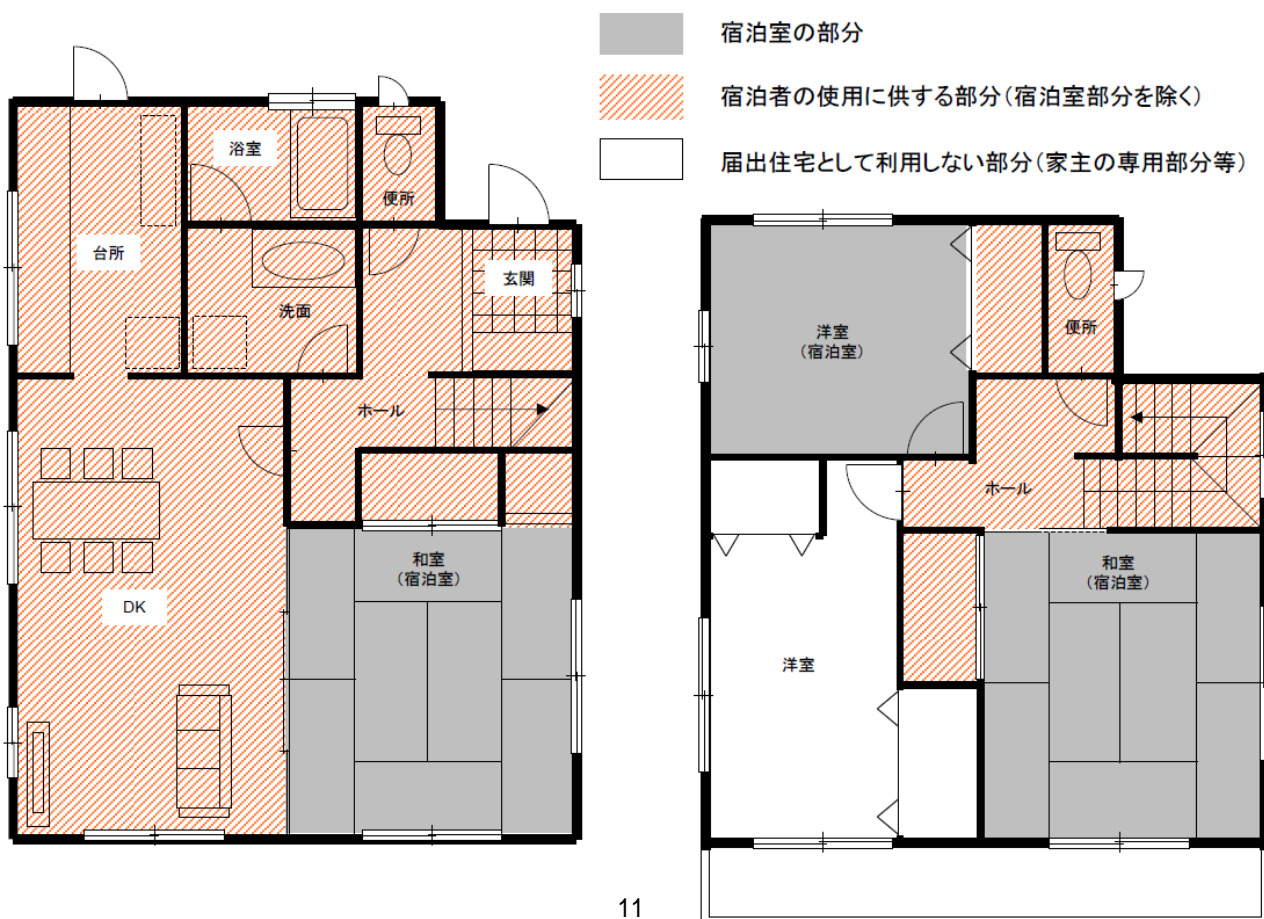 宿泊室の部分
宿泊者の使用に供する部分(宿泊室部分を除く)
届出住宅として利用しない部分(家主の専用部分等)
浴室
便所
台所
玄関
洗面
ホール
和室
(宿泊室)
DK
洋室
(宿泊室)
便所
ホール
和室
(宿泊室)
洋室
11